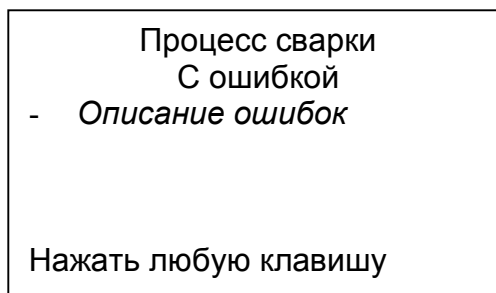 Процесс сварки
С ошибкой
- Описание ошибок
Нажать любую клавишу